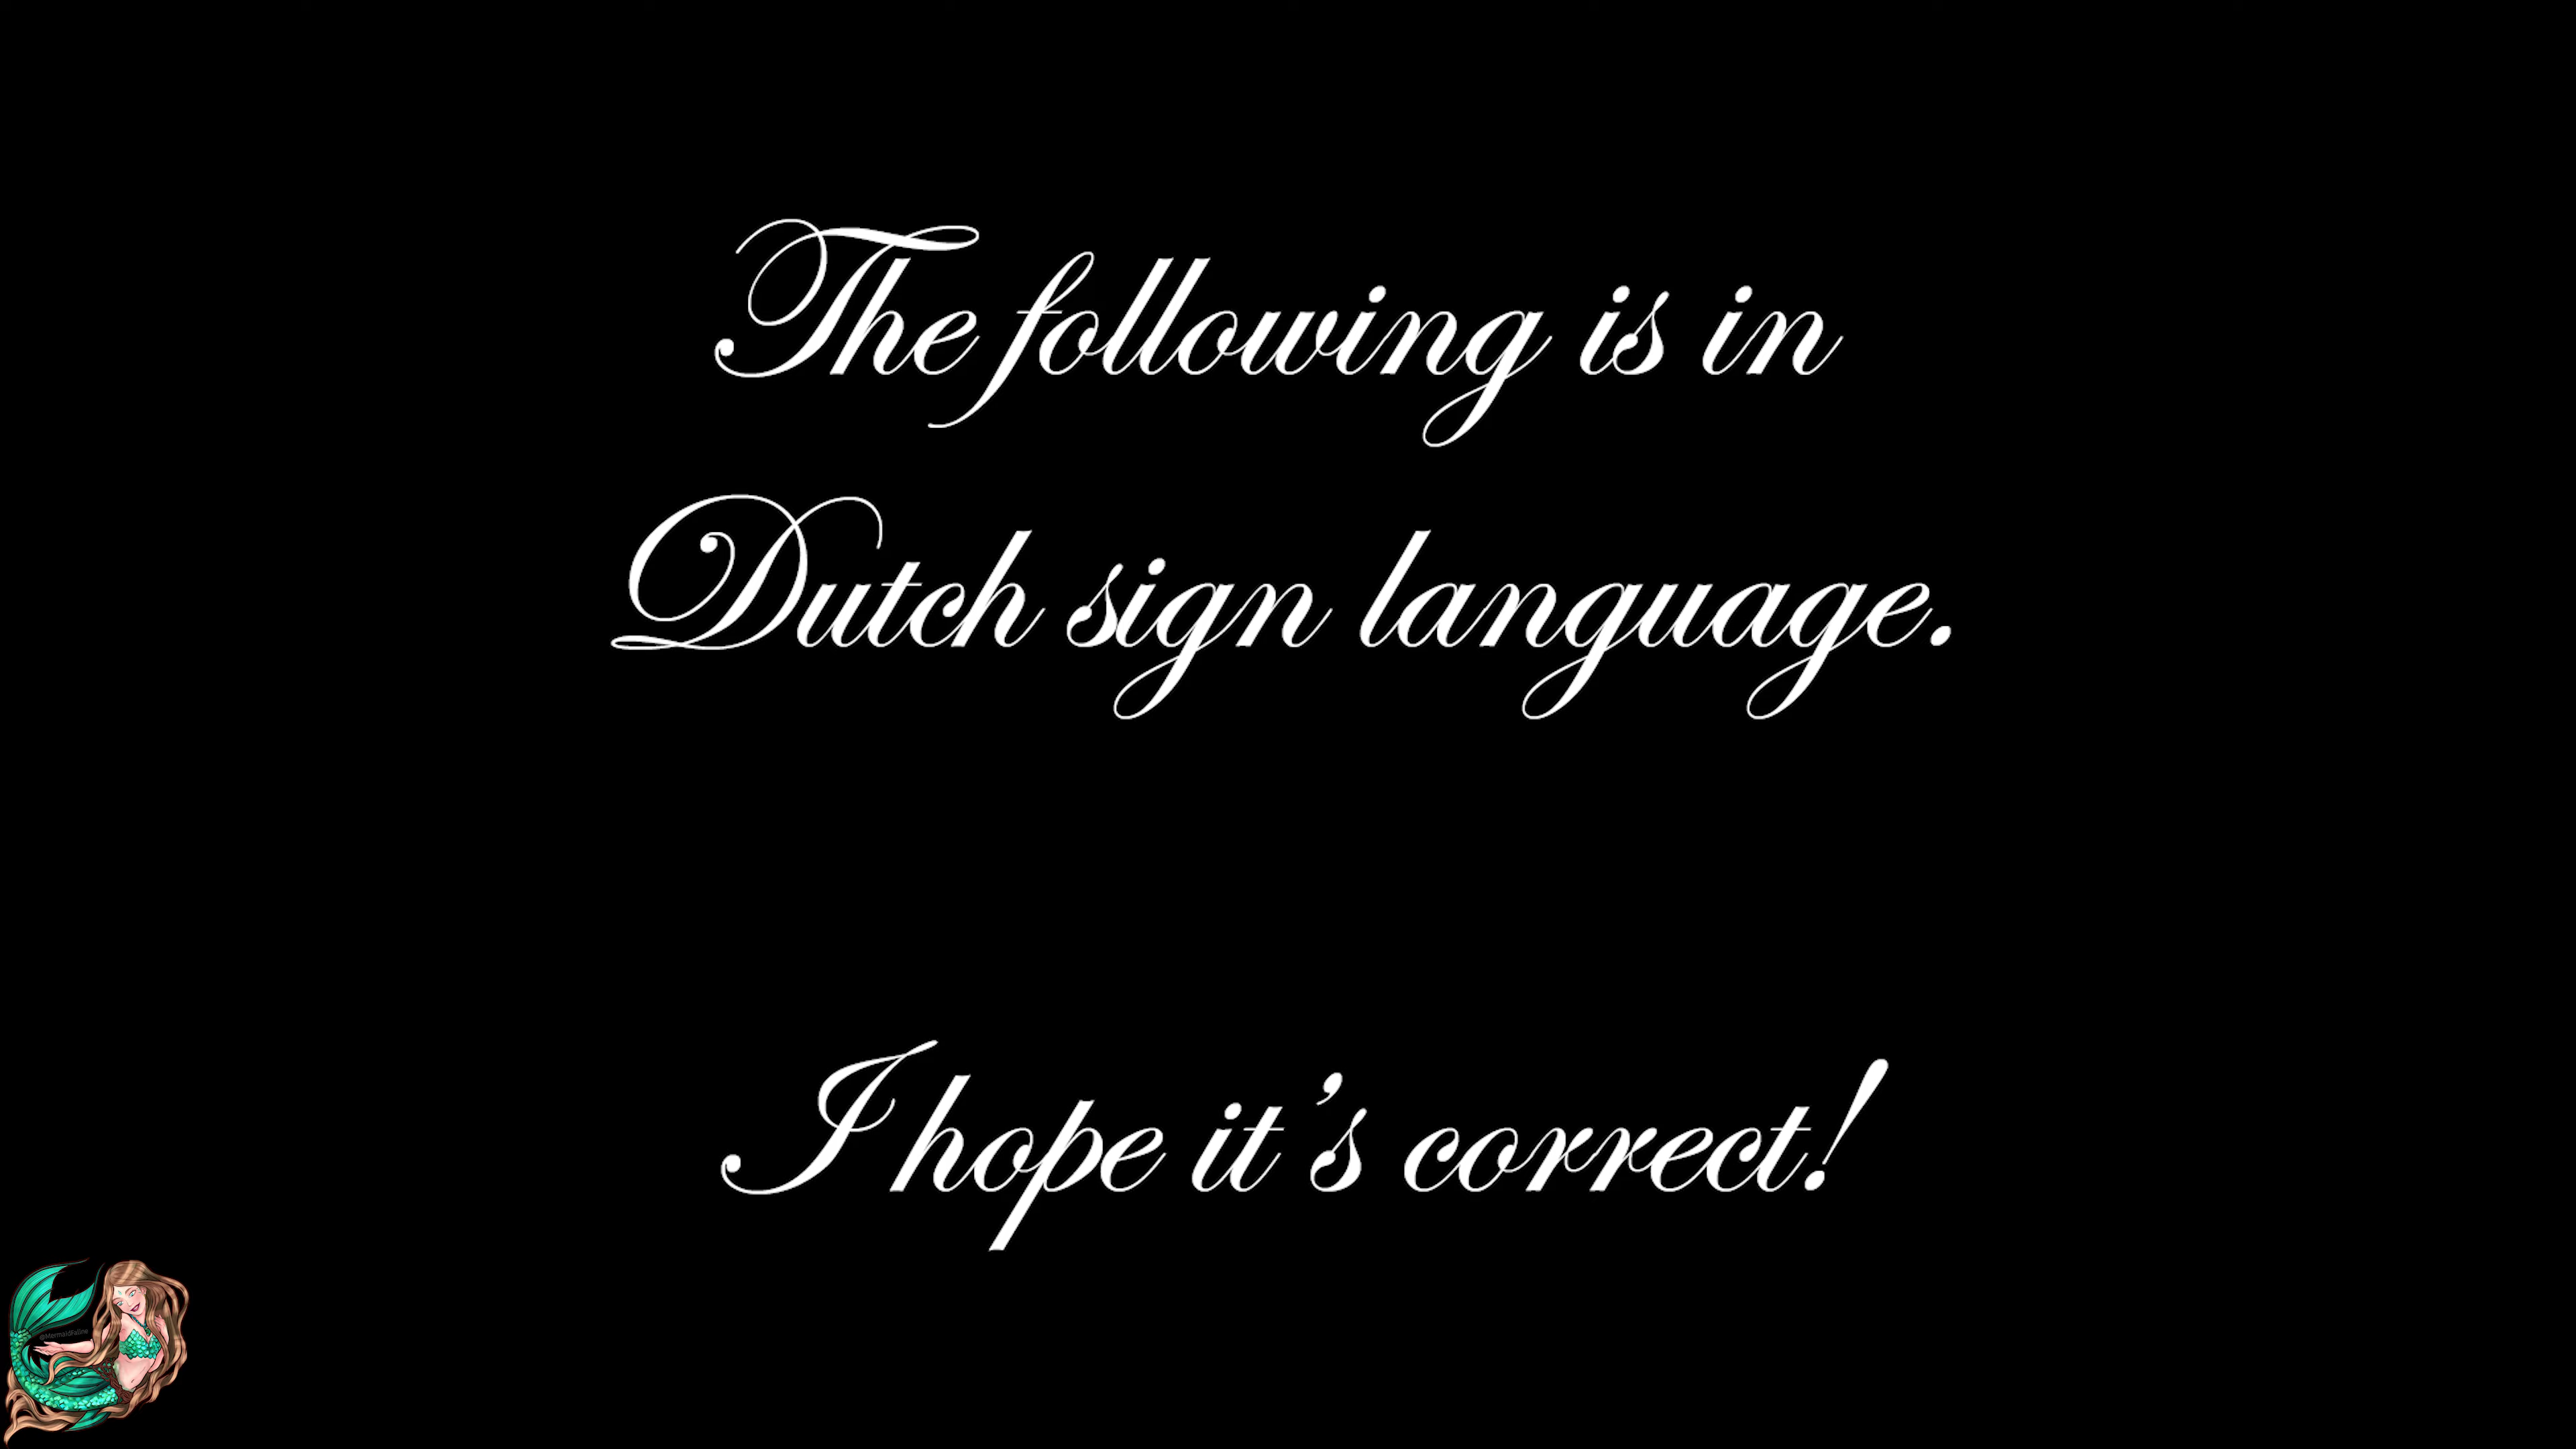 The following is in
Dutch sign language.
I hope it's correct!